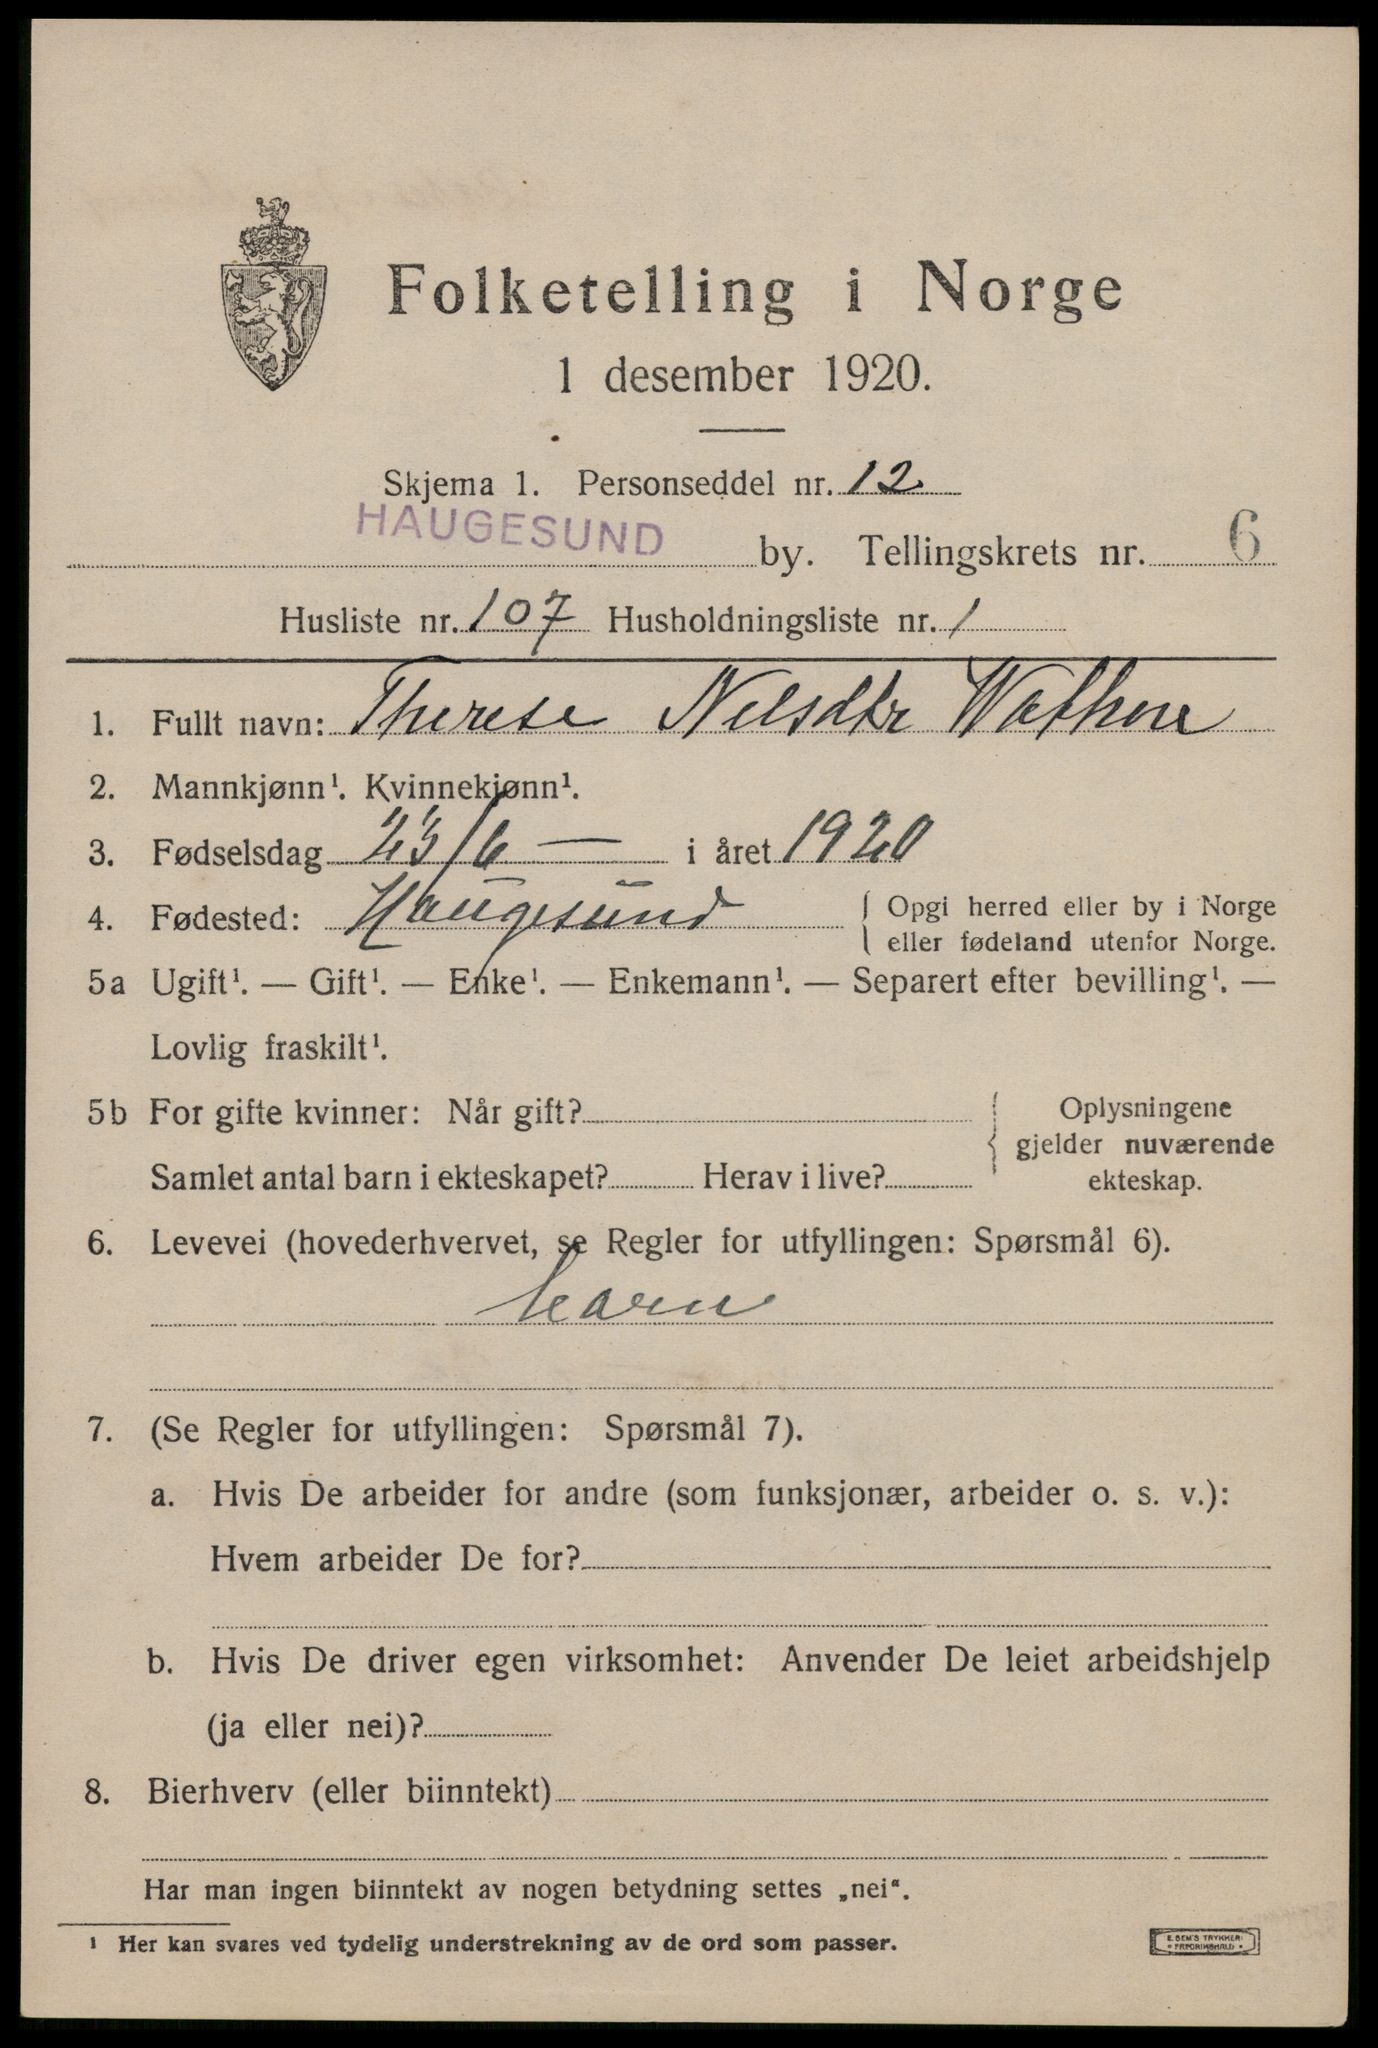 Folketelling i Norge
1 desember 1920.
Skjema 1. Personseddel nr. 12
HAUGESUND by. Tellingskrets nr. 6
Husliste nr. 107 Husholdningsliste nr. 1
1. Fullt navn: Therese Nelsdtr Wathne
2. Mannkjønn¹. Kvinnekjønn¹.
3. Fødselsdag 23/6 — i året 1920
4. Fødested: Haugesund { Opgi herred eller by i Norge
eller fødeland utenfor Norge.
5a Ugift¹. — Gift¹. — Enke¹. — Enkemann¹. — Separert efter bevilling¹. —
Lovlig fraskilt¹.
5b For gifte kvinner: Når gift?
Samlet antal barn i ekteskapet? Herav i live?
{ Oplysningene
gjelder nuværende
ekteskap.
6. Levevei (hovederhvervet, se Regler for utfyllingen: Spørsmål 6).
barn
7. (Se Regler for utfyllingen: Spørsmål 7).
a. Hvis De arbeider for andre (som funksjonær, arbeider o. s. v.):
Hvem arbeider De for?
b. Hvis De driver egen virksomhet: Anvender De leiet arbeidshjelp
(ja eller nei)?
8. Bierhverv (eller biinntekt)
Har man ingen biinntekt av nogen betydning settes „nei“.
¹ Her kan svares ved tydelig understrekning av de ord som passer.
E. SEM'S TRYKKERI
• FREDRIKSHALD •